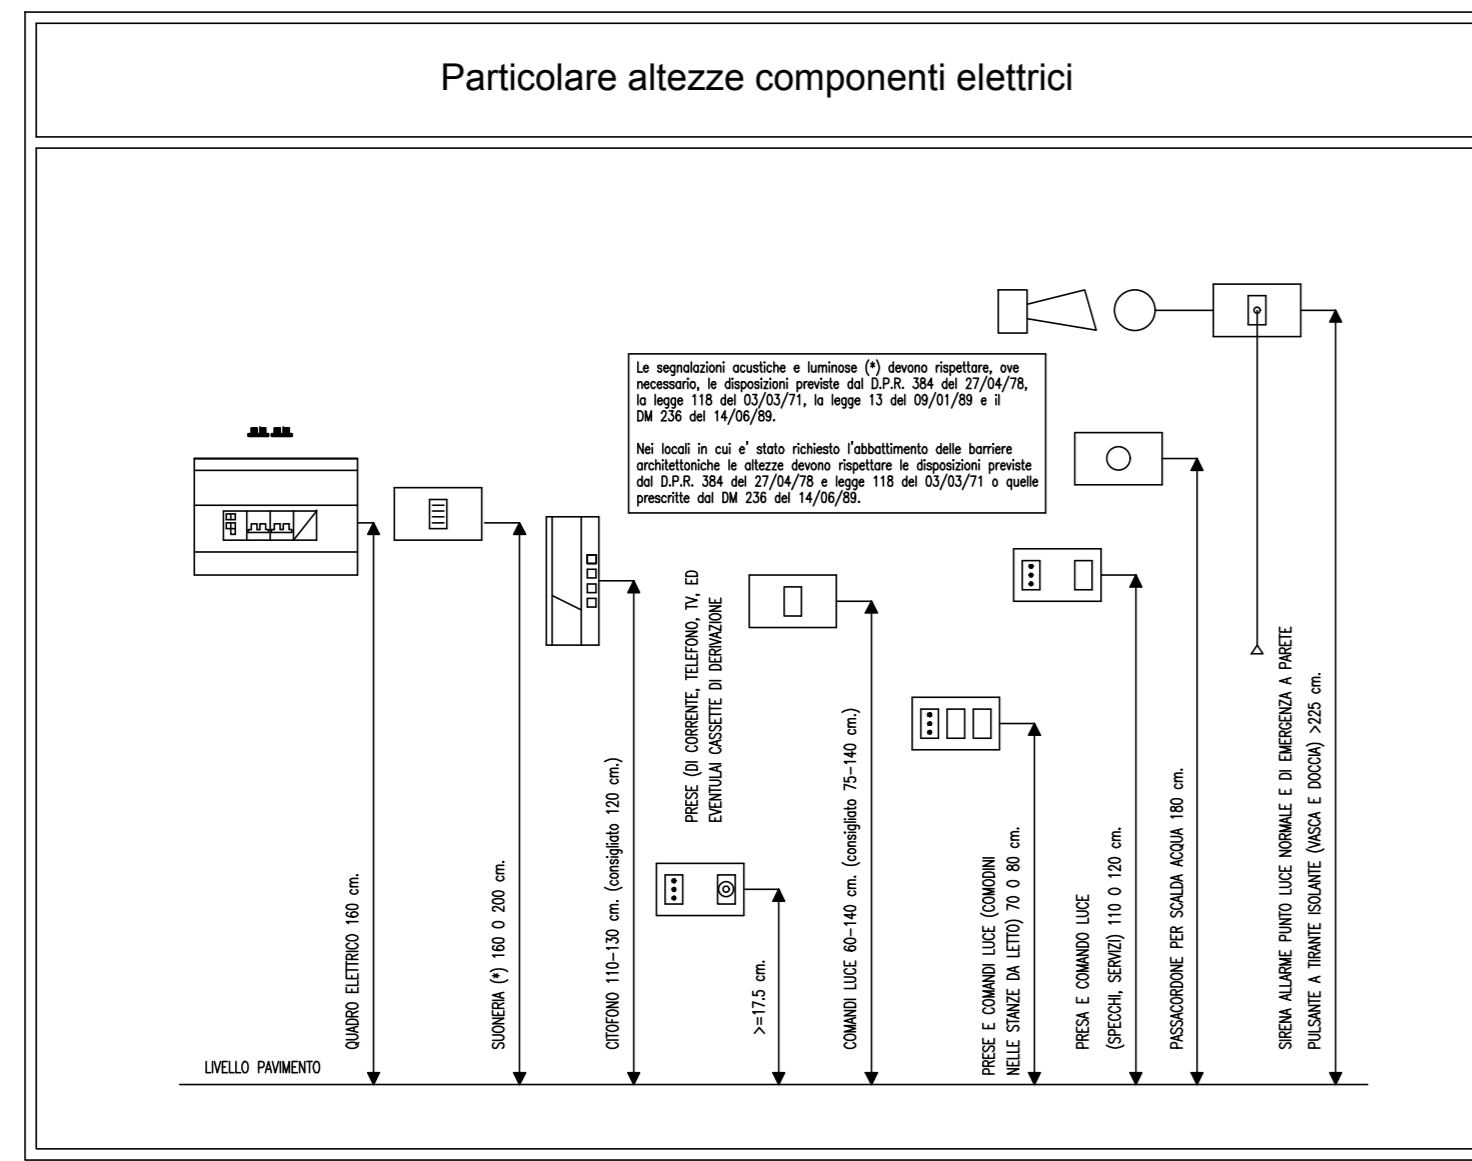 Particolare altezze componenti elettrici
Le segnalazioni acustiche e luminose (*) devono rispettare, ove
necessario, le disposizioni previste dal D.P.R. 384 del 27/04/78,
la legge 118 del 03/03/71, la legge 13 del 09/01/89 e il
DM 236 del 14/06/89.
Nei locali in cui e' stato richiesto l'abbattimento delle barriere
architettoniche le altezze devono rispettare le disposizioni previste
dal D.P.R. 384 del 27/04/78 e legge 118 del 03/03/71 o quelle
prescritte dal DM 236 del 14/06/89.
QUADRO ELETTRICO 160 cm.
SUONERIA (*) 160 O 200 cm.
CITOFONO 110-130 cm. (consigliato 120 cm.)
PRESE (DI CORRENTE, TELEFONO, TV, ED
EVENTULAI CASSETTE DI DERIVAZIONE
>=17.5 cm.
COMANDI LUCE 60-140 cm. (consigliato 75-140 cm.)
PRESE E COMANDI LUCE (COMODINI
NELLE STANZE DA LETTO) 70 O 80 cm.
PRESA E COMANDO LUCE
(SPECCHI, SERVIZI) 110 O 120 cm.
PASSACORDONE PER SCALDA ACQUA 180 cm.
SIRENA ALLARME PUNTO LUCE NORMALE E DI EMERGENZA A PARETE
PULSANTE A TIRANTE ISOLANTE (VASCA E DOCCIA) >225 cm.
LIVELLO PAVIMENTO